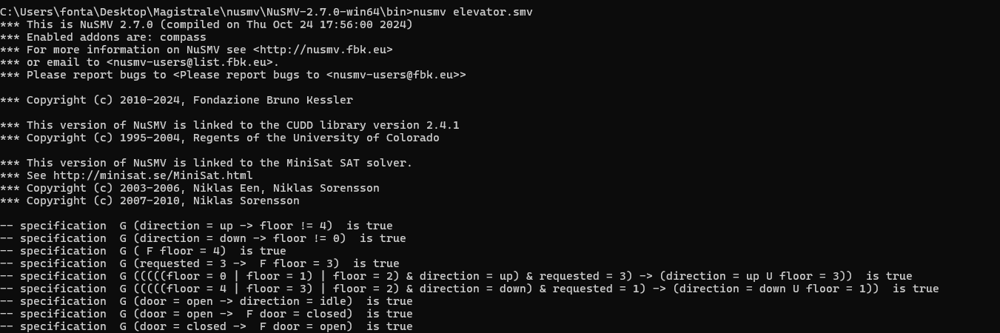 C:\Users\fonta\Desktop\Magistrale\nusmv\NuSMV-2.7.0-win64\bin>nusmv elevator.smv
*** This is NuSMV 2.7.0 (compiled on Thu Oct 24 17:56:00 2024)
*** Enabled addons are: compass
*** For more information on NuSMV see <http://nusmv.fbk.eu>
*** or email to <nusmv-users@list.fbk.eu>.
*** Please report bugs to <Please report bugs to <nusmv-users@fbk.eu>>
*** Copyright (c) 2010-2024, Fondazione Bruno Kessler
*** This version of NuSMV is linked to the CUDD library version 2.4.1
*** Copyright (c) 1995-2004, Regents of the University of Colorado
*** This version of NuSMV is linked to the MiniSat SAT solver.
*** See http://minisat.se/MiniSat.html
*** Copyright (c) 2003-2006, Niklas Een, Niklas Sorensson
*** Copyright (c) 2007-2010, Niklas Sorensson
-- specification  G (direction = up -> floor != 4)  is true
-- specification  G (direction = down -> floor != 0)  is true
-- specification  G ( F floor = 4)  is true
-- specification  G (requested = 3 ->  F floor = 3)  is true
-- specification  G (((((floor = 0 | floor = 1) | floor = 2) & direction = up) & requested = 3) -> (direction = up U floor = 3))  is true
-- specification  G (((((floor = 4 | floor = 3) | floor = 2) & direction = down) & requested = 1) -> (direction = down U floor = 1))  is true
-- specification  G (door = open -> direction = idle)  is true
-- specification  G (door = open ->  F door = closed)  is true
-- specification  G (door = closed ->  F door = open)  is true